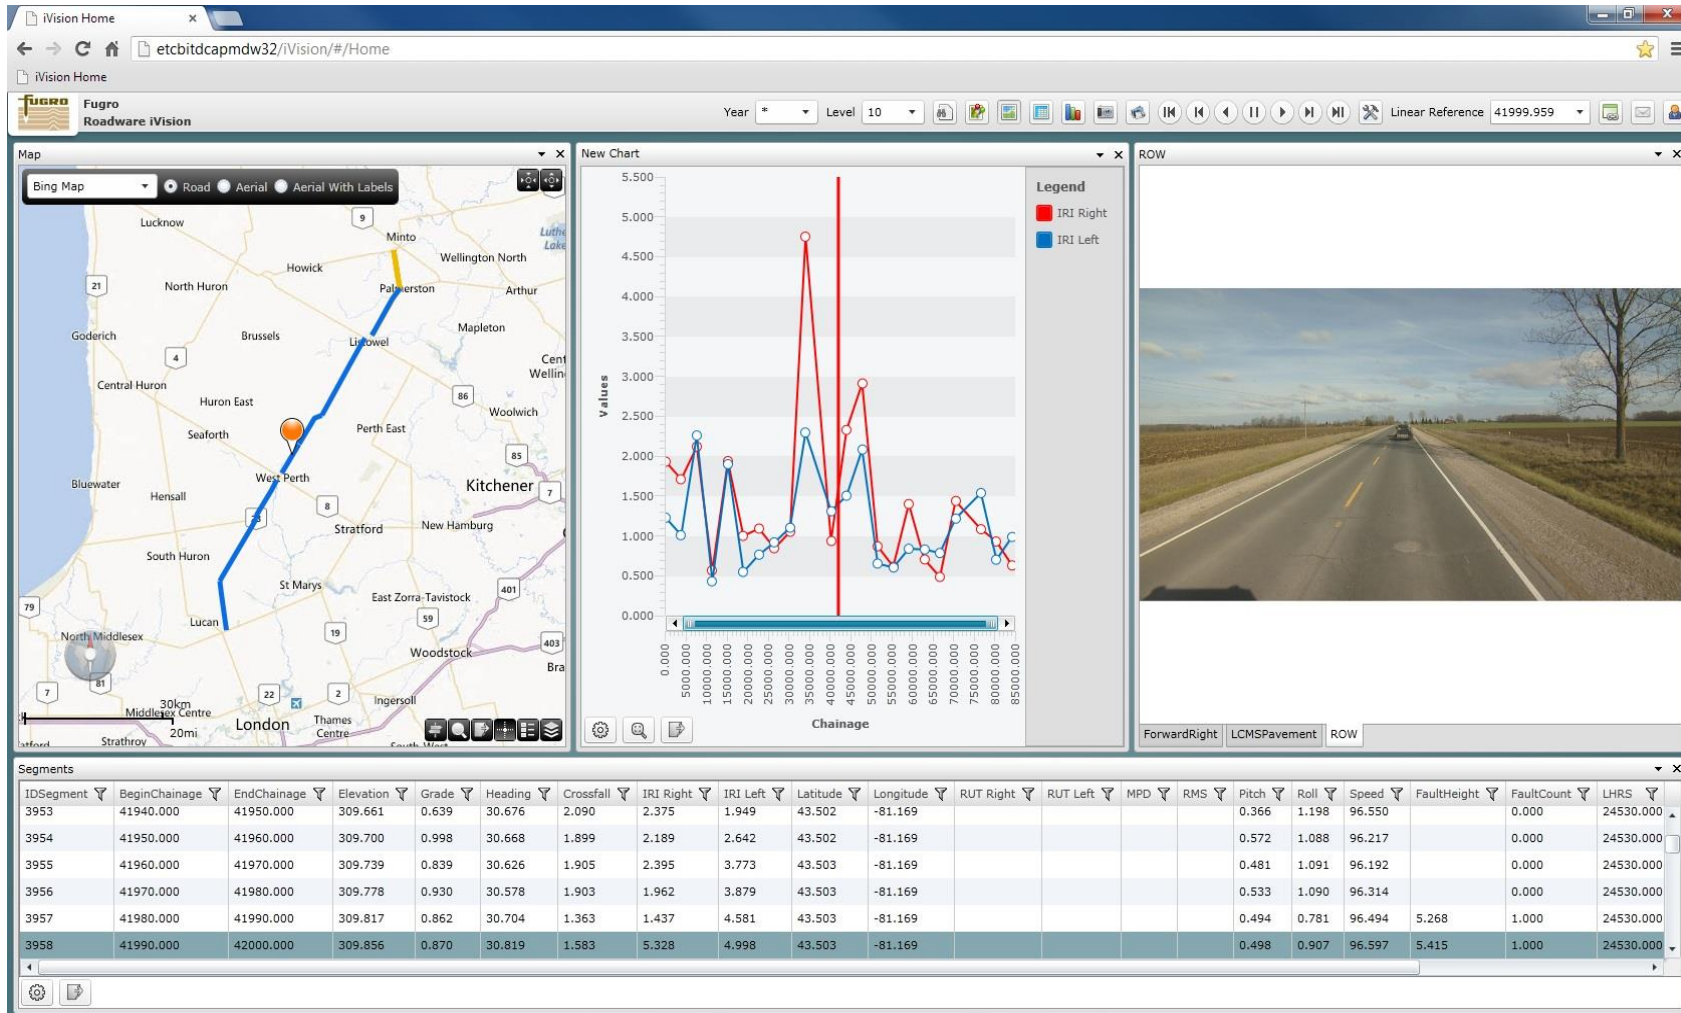 iVision Home
etcbitdcapmdw32/iVision/#/Home
iVision Home
FUGRO
Fugro
Roadware iVision
Year *
Level 10
Linear Reference 41999.959
Map
Bing Map Road Aerial Aerial With Labels
Lucknow
9
Minto
Howick
Wellington North
21
North Huron
Palmerston
Arthur
Goderich
Brussels
Listowel
Mapleton
4
Central Huron
Huron East
86
Woolwich
Seaforth
Perth East
85
Bluewater
Hensall
West Perth
Kitchener
7
8
Stratford
New Hamburg
South Huron
St Marys
East Zorra-Tavistock
401
79
Lucan
59
North Middlesex
19
Woodstock
403
Bra
81
7
22
2
Ingersoll
30km
Middlesex Centre
20mi
London
Thames
Centre
Strathroy
New Chart
5.500
5.000
4.500
4.000
3.500
3.000
2.500
2.000
1.500
1.000
0.500
0.000
Values
0.000
5000.000
10000.000
15000.000
20000.000
25000.000
30000.000
35000.000
40000.000
45000.000
50000.000
55000.000
60000.000
65000.000
70000.000
75000.000
80000.000
85000.000
Chainage
Legend
IRI Right
IRI Left
ROW
ForwardRight LCMSPavement ROW
Segments
IDSegment BeginChainage EndChainage Elevation Grade Heading Crossfall IRI Right IRI Left Latitude Longitude RUT Right RUT Left MPD RMS Pitch Roll Speed FaultHeight FaultCount LHRS
3953 41940.000 41950.000 309.661 0.639 30.676 2.090 2.375 1.949 43.502 -81.169 0.366 1.198 96.550 0.000 24530.000
3954 41950.000 41960.000 309.700 0.998 30.668 1.899 2.189 2.642 43.502 -81.169 0.572 1.088 96.217 0.000 24530.000
3955 41960.000 41970.000 309.739 0.839 30.626 1.905 2.395 3.773 43.503 -81.169 0.481 1.091 96.192 0.000 24530.000
3956 41970.000 41980.000 309.778 0.930 30.578 1.903 1.962 3.879 43.503 -81.169 0.533 1.090 96.314 0.000 24530.000
3957 41980.000 41990.000 309.817 0.862 30.704 1.363 1.437 4.581 43.503 -81.169 0.494 0.781 96.494 5.268 1.000 24530.000
3958 41990.000 42000.000 309.856 0.870 30.819 1.583 5.328 4.998 43.503 -81.169 0.498 0.907 96.597 5.415 1.000 24530.000